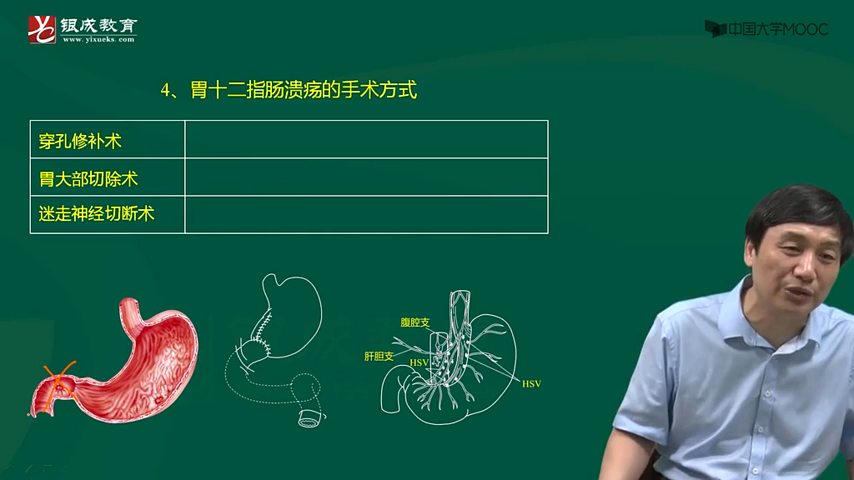 银成教育
www.yixueks.com
中国大学MOOC
4、胃十二指肠溃疡的手术方式
穿孔修补术
胃大部切除术
迷走神经切断术
腹腔支
肝胆支
HSV
HSV